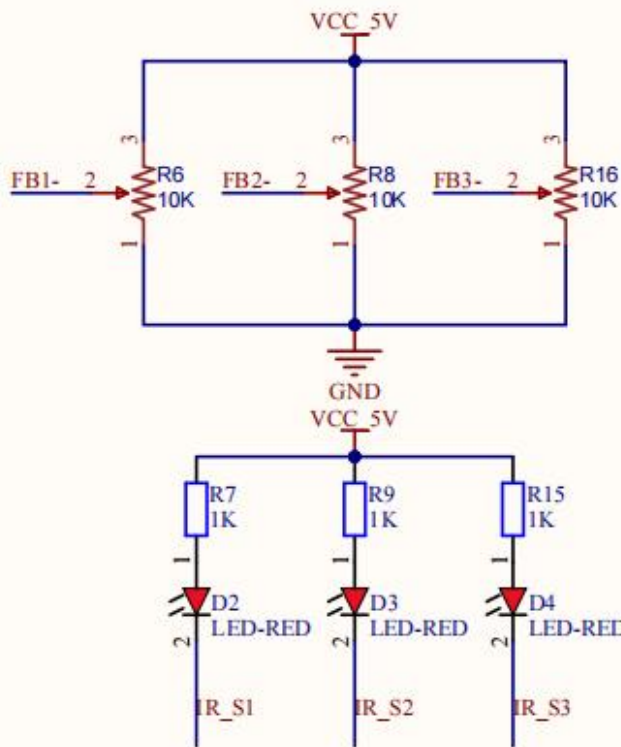 VCC_5V
3 3 3
FB1- 2 R6 FB2- 2 R8 FB3- 2 R16
10K 10K 10K
1 1 1
GND
VCC_5V
R7 R9 R15
1K 1K 1K
1 1 1
D2 D3 D4
LED-RED LED-RED LED-RED
2 2 2
IR_S1 IR_S2 IR_S3